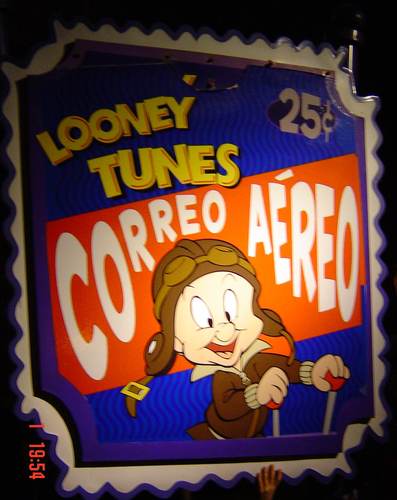 LOONEY
TUNES
25¢
CORREO AÉREO
1 19:54